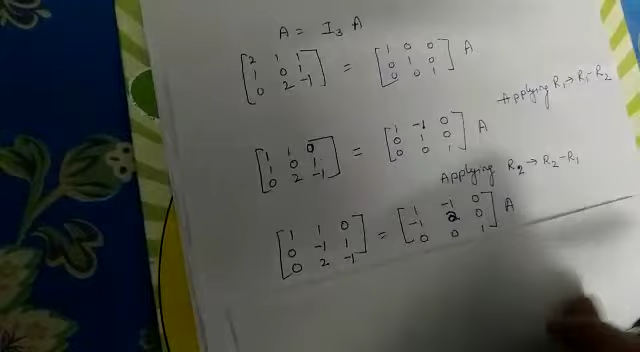 A = I₃ A
[2 1 1; 1 0 1; 0 2 -1] = [1 0 0; 0 1 0; 0 0 1] A
Applying R₁→R₁-R₂
[1 1 0; 1 0 1; 0 2 -1] = [1 -1 0; 0 1 0; 0 0 1] A
Applying R₂→R₂-R₁
[1 1 0; 0 -1 1; 0 2 -1] = [1 -1 0; -1 2 0; 0 0 1] A